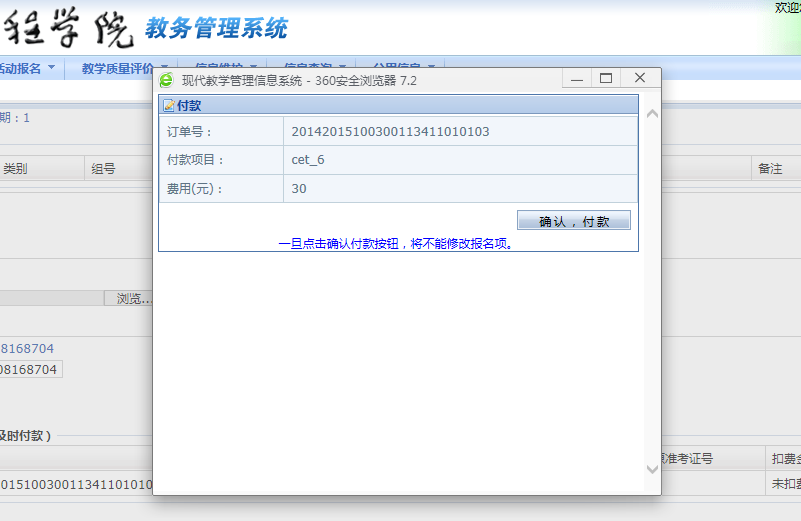 欢迎
程学院 教务管理系统
活动报名 教学质量评价 信息维护 信息查询 公用信息
现代教学管理信息系统 - 360安全浏览器 7.2
期：1
付款
订单号： 20142015100300113411010103
付款项目： cet_6
费用(元)： 30
确认，付款
一旦点击确认付款按钮，将不能修改报名项。
类别 组号 备注
浏览...
8168704
08168704
及时付款）
准考证号 扣费金
015100300113411010 未扣费